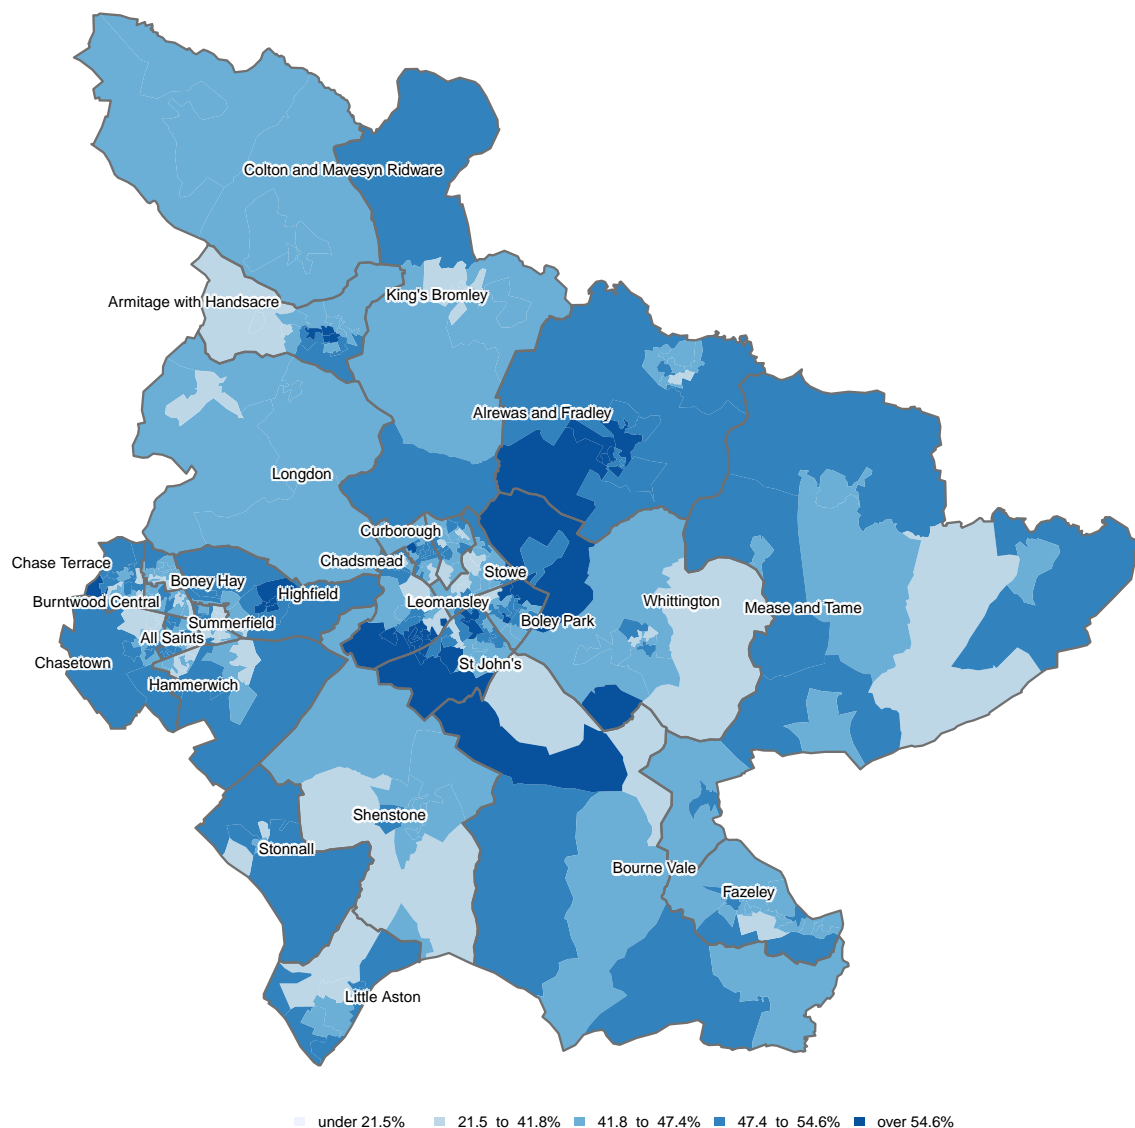 Colton and Mavesyn Ridware
Armitage with Handsacre
King's Bromley
Alrewas and Fradley
Longdon
Curborough
Chadsmead
Chase Terrace
Stowe
Boney Hay
Highfield
Burntwood Central
Leomansley
Whittington
Mease and Tame
Summerfield
Boley Park
All Saints
Chasetown
St John's
Hammerwich
Shenstone
Stonnall
Bourne Vale
Fazeley
Little Aston
under 21.5% 21.5 to 41.8% 41.8 to 47.4% 47.4 to 54.6% over 54.6%